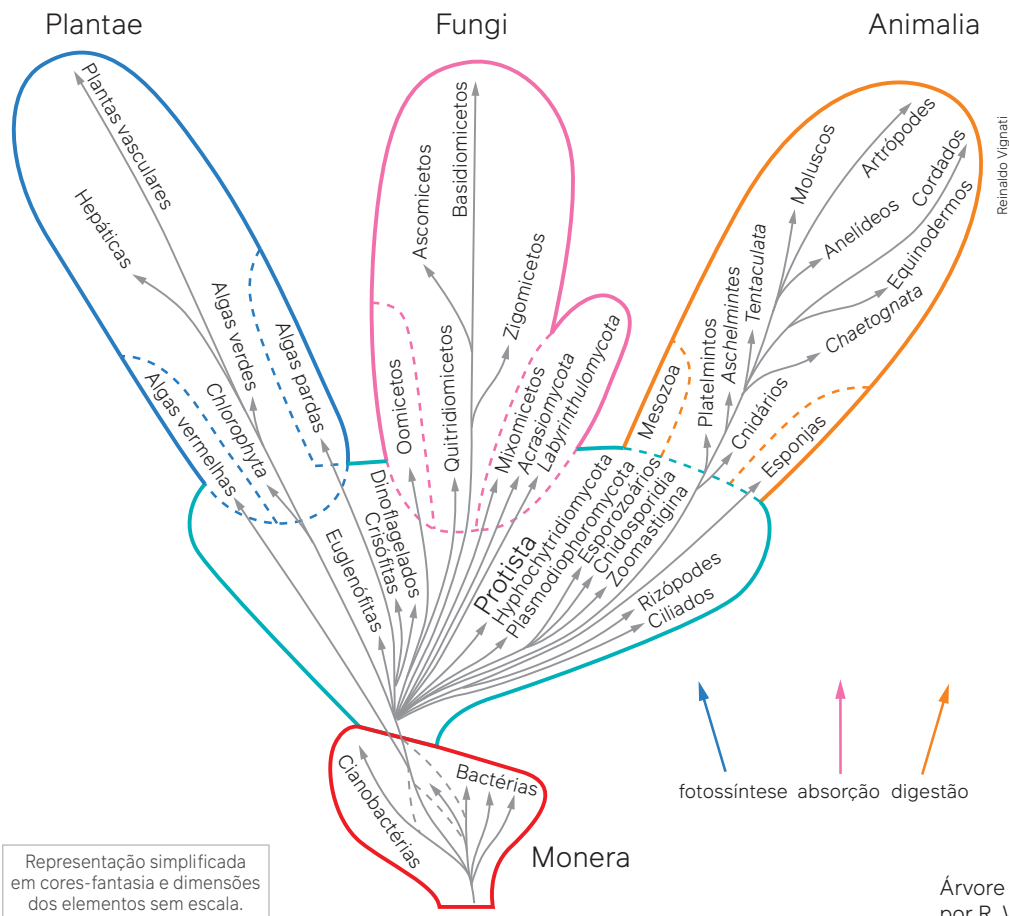 Plantae
Fungi
Animalia
Plantas vasculares
Hepáticas
Algas verdes
Algas pardas
Chlorophyta
Algas vermelhas
Ascomicetos
Basidiomicetos
Zigomicetos
Oomicetos
Quitridiomicetos
Mixomicetos
Acrasiomycota
Labyrinthulomycota
Moluscos
Artrópodes
Cordados
Anelídeos
Equinodermos
Chaetognata
Tentaculata
Aschelmintes
Platelmintos
Mesozoa
Cnidários
Esponjas
Reinaldo Vignati
Euglenófitas
Crisófitas
Dinoflagelados
Protista
Hyphochytridiomycota
Plasmodiophoromycota
Esporozoários
Cnidosporidia
Zoomastigina
Rizópodes
Ciliados
fotossíntese
absorção
digestão
Cianobactérias
Bactérias
Monera
Representação simplificada
em cores-fantasia e dimensões
dos elementos sem escala.
Árvore
por R.